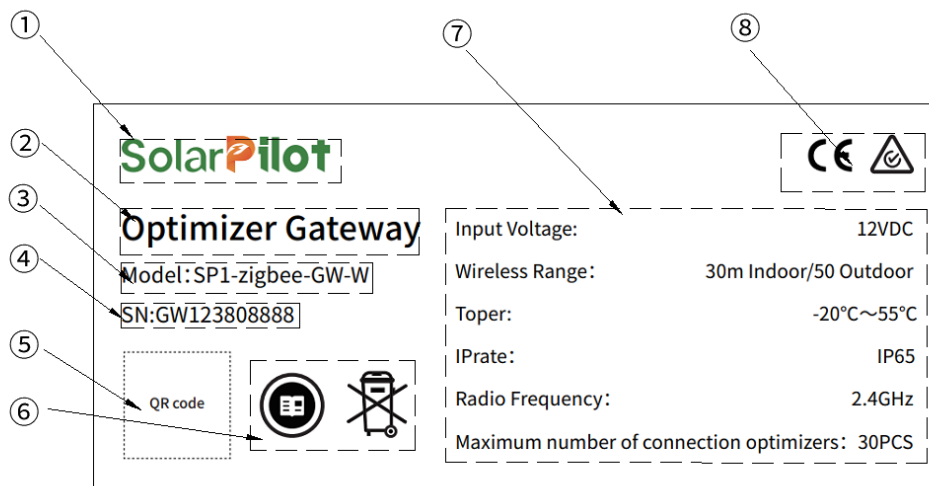 ①
⑦
⑧
②
SolarPilot
CE
③
Optimizer Gateway
Input Voltage: 12VDC
④
Model：SP1-zigbee-GW-W
Wireless Range： 30m Indoor/50 Outdoor
SN:GW123808888
Toper: -20℃～55℃
⑤
IPrate： IP65
QR code
Radio Frequency： 2.4GHz
⑥
Maximum number of connection optimizers：30PCS